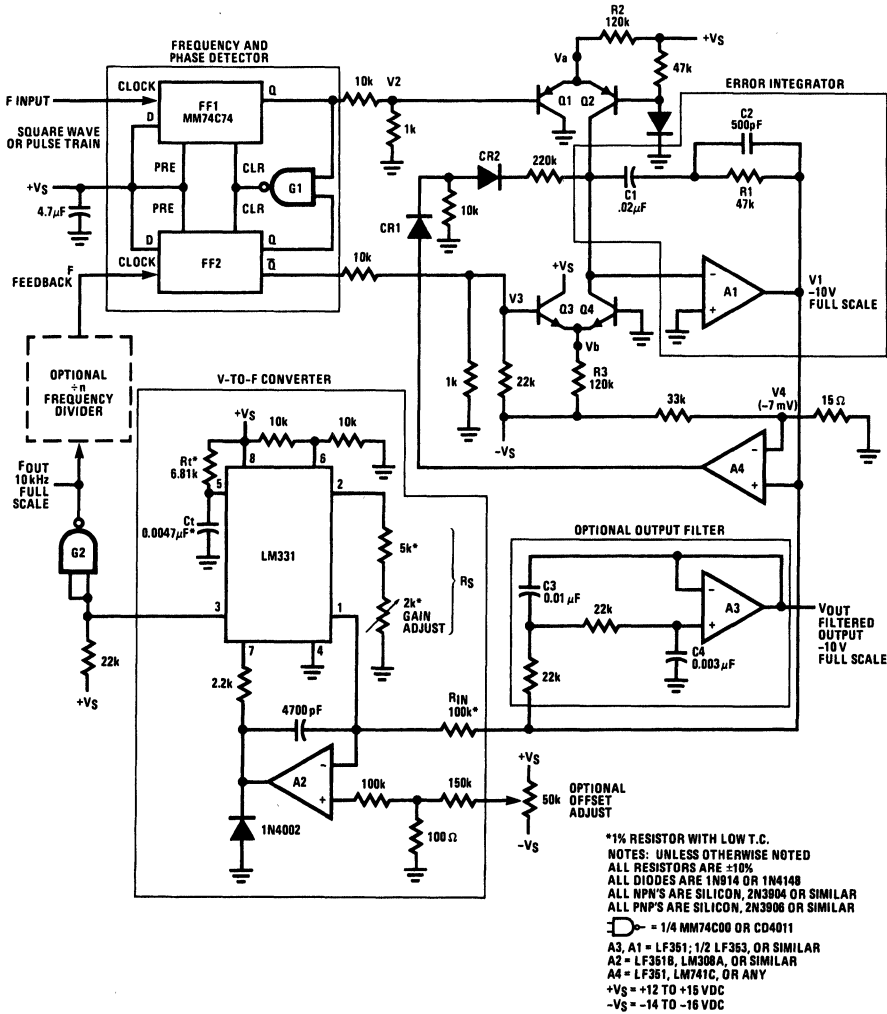 FREQUENCY AND
PHASE DETECTOR
F INPUT
SQUARE WAVE
OR PULSE TRAIN
CLOCK
FF1
MM74C74
Q
D
PRE
CLR
+VS
4.7μF
G1
PRE
CLR
D
Q
CLOCK
FF2
Q̅
F
FEEDBACK
10k
V2
1k
10k
R2
120k
+VS
Va
47k
Q1
Q2
ERROR INTEGRATOR
C2
500pF
CR2
220k
C1
.02μF
R1
47k
10k
CR1
+VS
V3
Q3
Q4
Vb
R3
120k
1k
22k
-VS
A1
-
+
V1
-10V
FULL SCALE
33k
V4
(-7 mV)
15Ω
A4
-
+
OPTIONAL
÷n
FREQUENCY
DIVIDER
FOUT
10kHz
FULL
SCALE
G2
22k
+VS
V-TO-F CONVERTER
+VS
10k
10k
Rt*
6.81k
8
6
5
2
Ct
0.0047μF*
LM331
5k*
RS
2k*
GAIN
ADJUST
3
1
7
4
2.2k
4700 pF
RIN
100k*
A2
-
+
1N4002
100k
150k
100Ω
+VS
50k
-VS
OPTIONAL
OFFSET
ADJUST
OPTIONAL OUTPUT FILTER
C3
0.01 μF
22k
A3
-
+
C4
0.003μF
22k
VOUT
FILTERED
OUTPUT
-10V
FULL SCALE
*1% RESISTOR WITH LOW T.C.
NOTES: UNLESS OTHERWISE NOTED
ALL RESISTORS ARE ±10%
ALL DIODES ARE 1N914 OR 1N4148
ALL NPN'S ARE SILICON, 2N3904 OR SIMILAR
ALL PNP'S ARE SILICON, 2N3906 OR SIMILAR
= 1/4 MM74C00 OR CD4011
A3, A1 = LF351; 1/2 LF353, OR SIMILAR
A2 = LF351B, LM308A, OR SIMILAR
A4 = LF351, LM741C, OR ANY
+VS = +12 TO +15 VDC
-VS = -14 TO -16 VDC